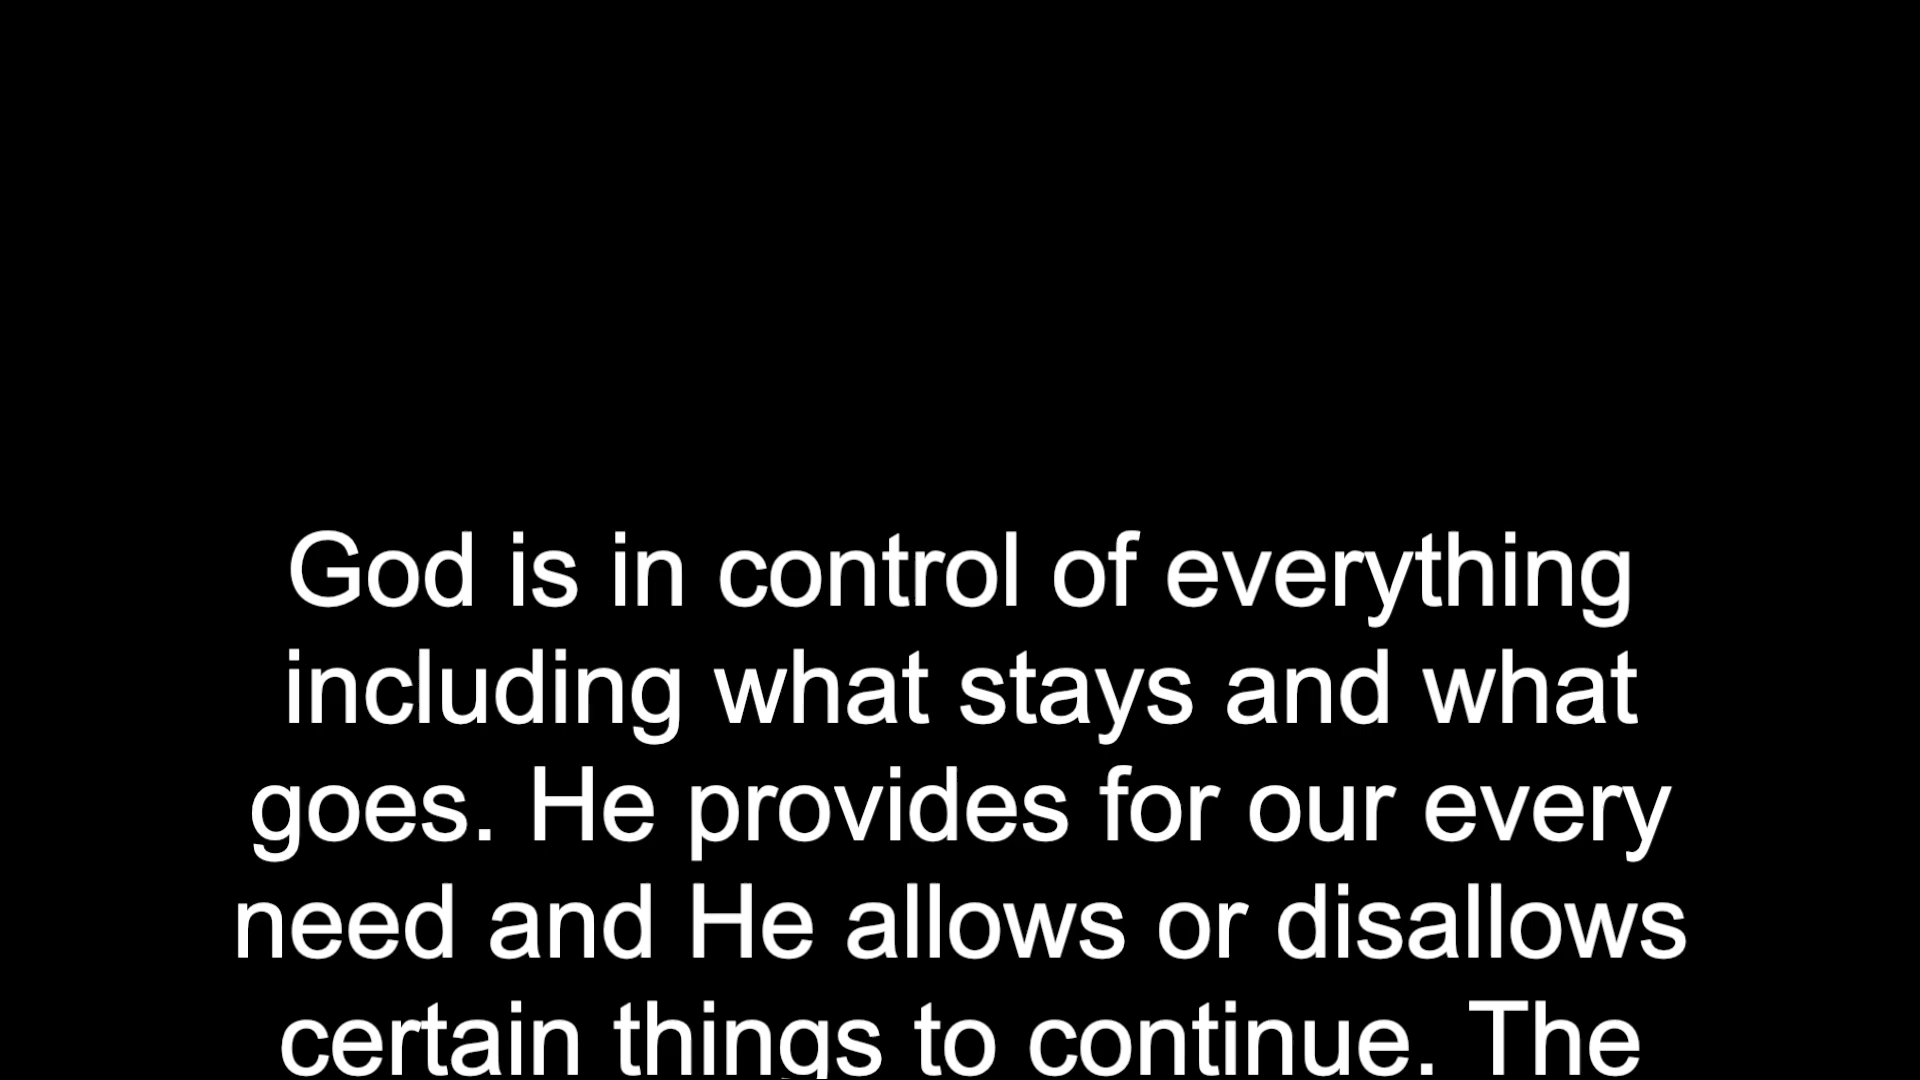 God is in control of everything
including what stays and what
goes. He provides for our every
need and He allows or disallows
certain things to continue. The